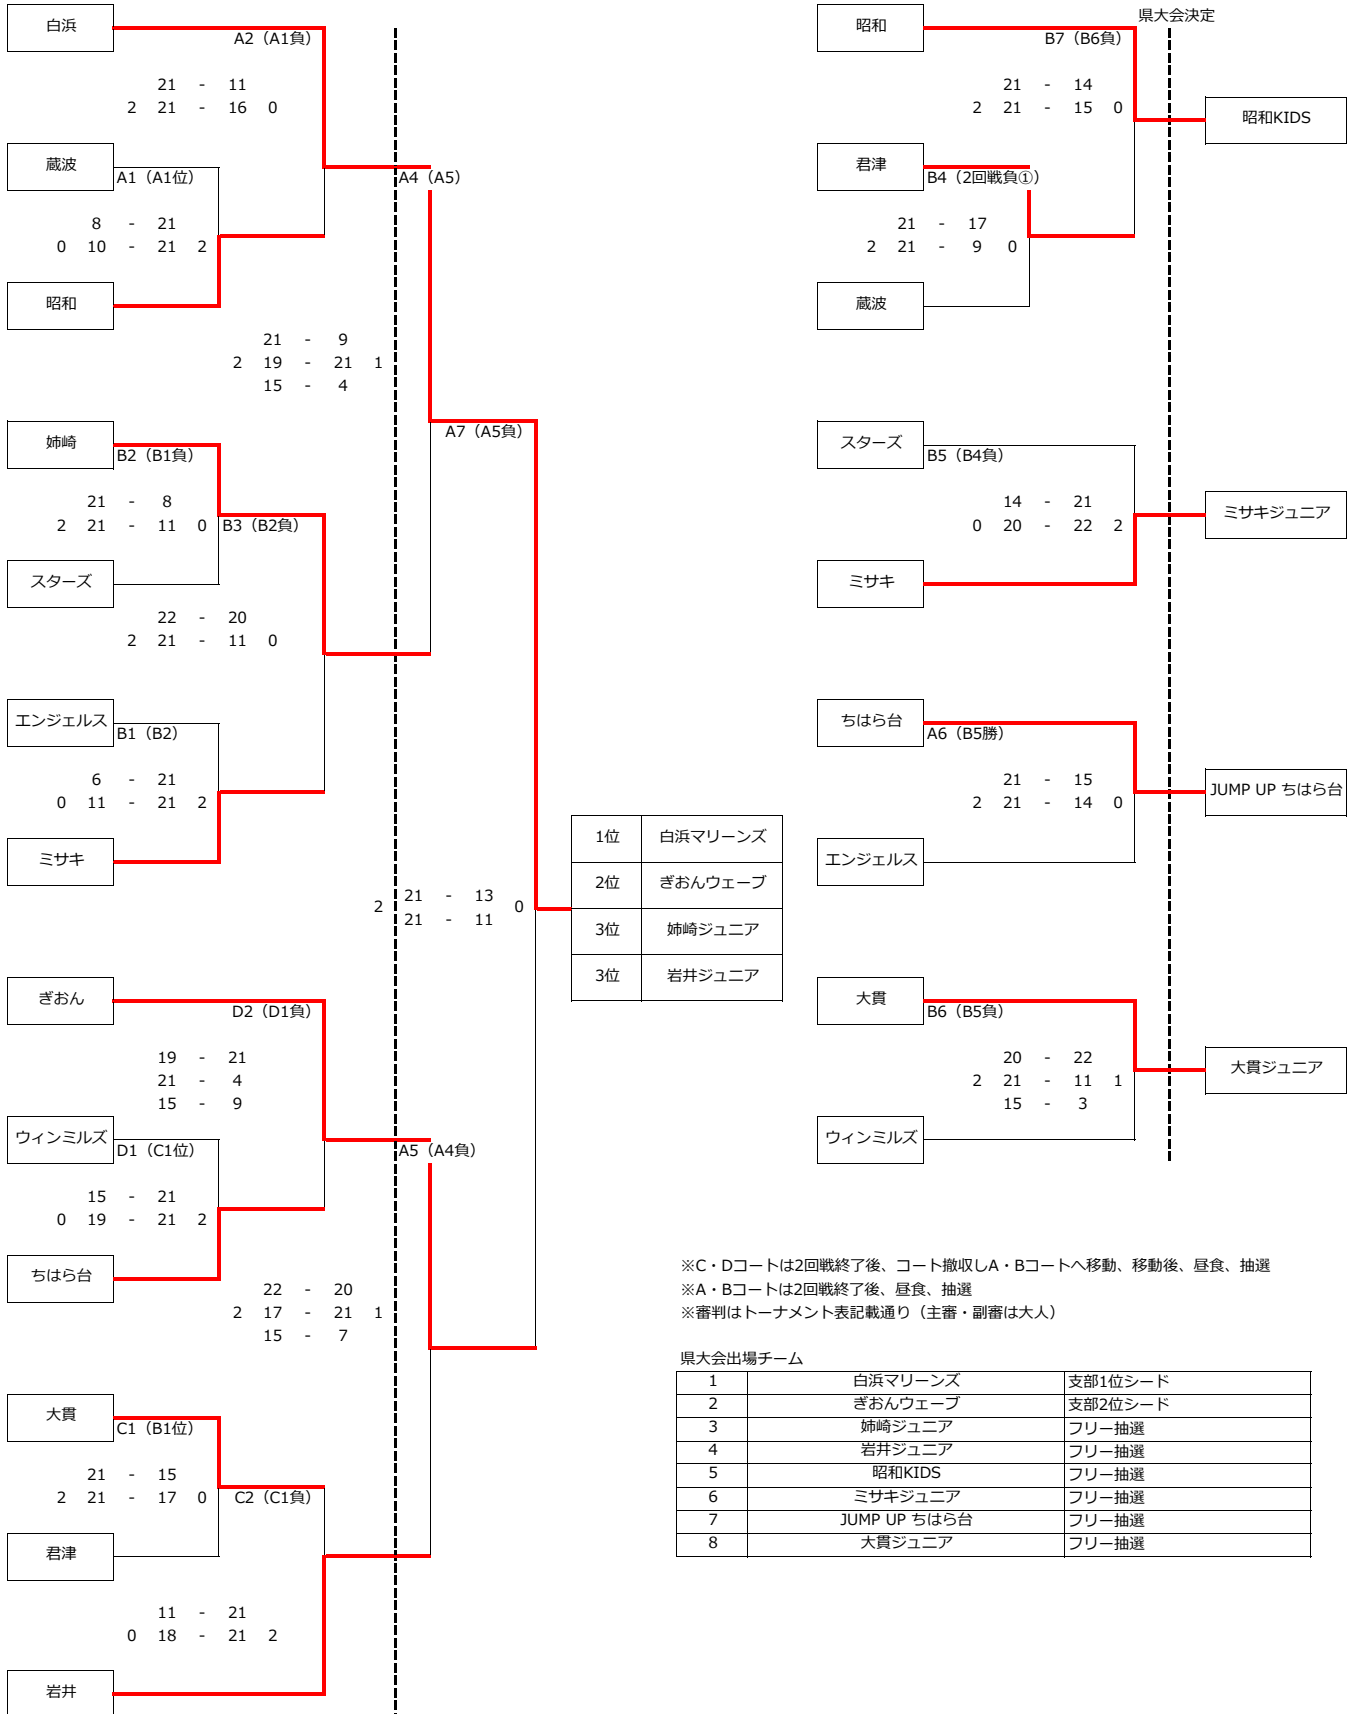 白浜
A2（A1負）
21 - 11
2 21 - 16 0
蔵波
A1（A1位）
A4（A5）
8 - 21
0 10 - 21 2
昭和
21 - 9
2 19 - 21 1
15 - 4
A7（A5負）
姉崎
B2（B1負）
21 - 8
2 21 - 11 0
B3（B2負）
スターズ
22 - 20
2 21 - 11 0
エンジェルス
B1（B2）
6 - 21
0 11 - 21 2
ミサキ
21 - 13
2 0
21 - 11
1位 白浜マリーンズ
2位 ぎおんウェーブ
3位 姉崎ジュニア
3位 岩井ジュニア
ぎおん
D2（D1負）
19 - 21
21 - 4
15 - 9
ウィンミルズ
D1（C1位）
A5（A4負）
15 - 21
0 19 - 21 2
ちはら台
22 - 20
2 17 - 21 1
15 - 7
大貫
C1（B1位）
21 - 15
2 21 - 17 0
C2（C1負）
君津
11 - 21
0 18 - 21 2
岩井
県大会決定
昭和
B7（B6負）
21 - 14
2 21 - 15 0
昭和KIDS
君津
B4（2回戦負①）
21 - 17
2 21 - 9 0
蔵波
スターズ
B5（B4負）
14 - 21
0 20 - 22 2
ミサキジュニア
ミサキ
ちはら台
A6（B5勝）
21 - 15
2 21 - 14 0
JUMP UP ちはら台
エンジェルス
大貫
B6（B5負）
20 - 22
2 21 - 11 1
15 - 3
大貫ジュニア
ウィンミルズ
※C・Dコートは2回戦終了後、コート撤収しA・Bコートへ移動、移動後、昼食、抽選
※A・Bコートは2回戦終了後、昼食、抽選
※審判はトーナメント表記載通り（主審・副審は大人）
県大会出場チーム
1 白浜マリーンズ 支部1位シード
2 ぎおんウェーブ 支部2位シード
3 姉崎ジュニア フリー抽選
4 岩井ジュニア フリー抽選
5 昭和KIDS フリー抽選
6 ミサキジュニア フリー抽選
7 JUMP UP ちはら台 フリー抽選
8 大貫ジュニア フリー抽選